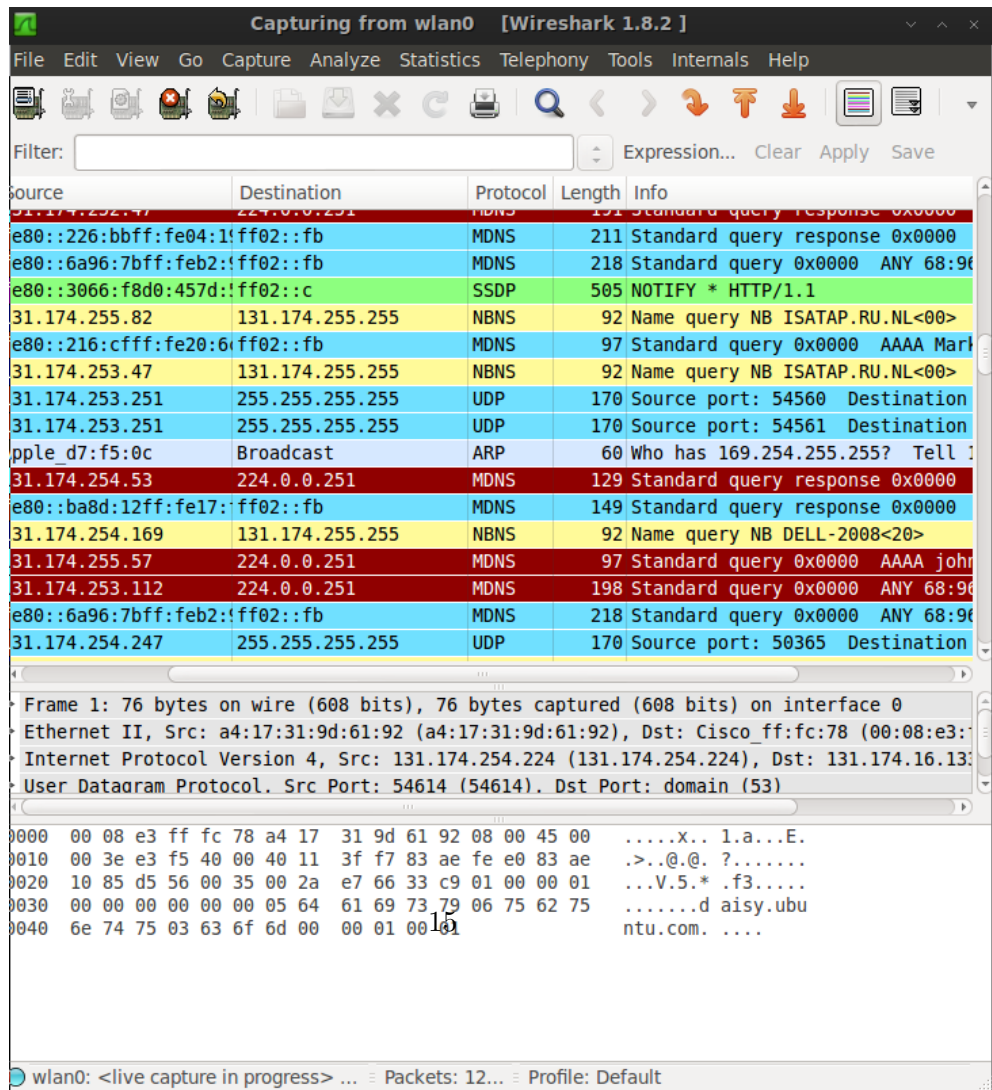 Capturing from wlan0 [Wireshark 1.8.2 ]
File Edit View Go Capture Analyze Statistics Telephony Tools Internals Help
Filter: Expression... Clear Apply Save
Source Destination Protocol Length Info
31.174.252.47 224.0.0.251 MDNS 191 Standard query response 0x0000
e80::226:bbff:fe04:19 ff02::fb MDNS 211 Standard query response 0x0000
e80::6a96:7bff:feb2:9 ff02::fb MDNS 218 Standard query 0x0000 ANY 68:96
e80::3066:f8d0:457d:5 ff02::c SSDP 505 NOTIFY * HTTP/1.1
31.174.255.82 131.174.255.255 NBNS 92 Name query NB ISATAP.RU.NL<00>
e80::216:cfff:fe20:6 ff02::fb MDNS 97 Standard query 0x0000 AAAA Mark
31.174.253.47 131.174.255.255 NBNS 92 Name query NB ISATAP.RU.NL<00>
31.174.253.251 255.255.255.255 UDP 170 Source port: 54560 Destination
31.174.253.251 255.255.255.255 UDP 170 Source port: 54561 Destination
pple_d7:f5:0c Broadcast ARP 60 Who has 169.254.255.255? Tell 1
31.174.254.53 224.0.0.251 MDNS 129 Standard query response 0x0000
e80::ba8d:12ff:fe17: ff02::fb MDNS 149 Standard query response 0x0000
31.174.254.169 131.174.255.255 NBNS 92 Name query NB DELL-2008<20>
31.174.255.57 224.0.0.251 MDNS 97 Standard query 0x0000 AAAA john
31.174.253.112 224.0.0.251 MDNS 198 Standard query 0x0000 ANY 68:96
e80::6a96:7bff:feb2:9 ff02::fb MDNS 218 Standard query 0x0000 ANY 68:96
31.174.254.247 255.255.255.255 UDP 170 Source port: 50365 Destination
Frame 1: 76 bytes on wire (608 bits), 76 bytes captured (608 bits) on interface 0
Ethernet II, Src: a4:17:31:9d:61:92 (a4:17:31:9d:61:92), Dst: Cisco_ff:fc:78 (00:08:e3:
Internet Protocol Version 4, Src: 131.174.254.224 (131.174.254.224), Dst: 131.174.16.133
User Datagram Protocol, Src Port: 54614 (54614), Dst Port: domain (53)
0000 00 08 e3 ff fc 78 a4 17 31 9d 61 92 08 00 45 00 .....x.. 1.a...E.
0010 00 3e e3 f5 40 00 40 11 3f f7 83 ae fe e0 83 ae .>..@.@. ?.......
0020 10 85 d5 56 00 35 00 2a e7 66 33 c9 01 00 00 01 ...V.5.* .f3.....
0030 00 00 00 00 00 00 05 64 61 69 73 79 06 75 62 75 .......d aisy.ubu
0040 6e 74 75 03 63 6f 6d 00 00 01 00 01 ntu.com. ....
15
wlan0: <live capture in progress> ... Packets: 12... Profile: Default